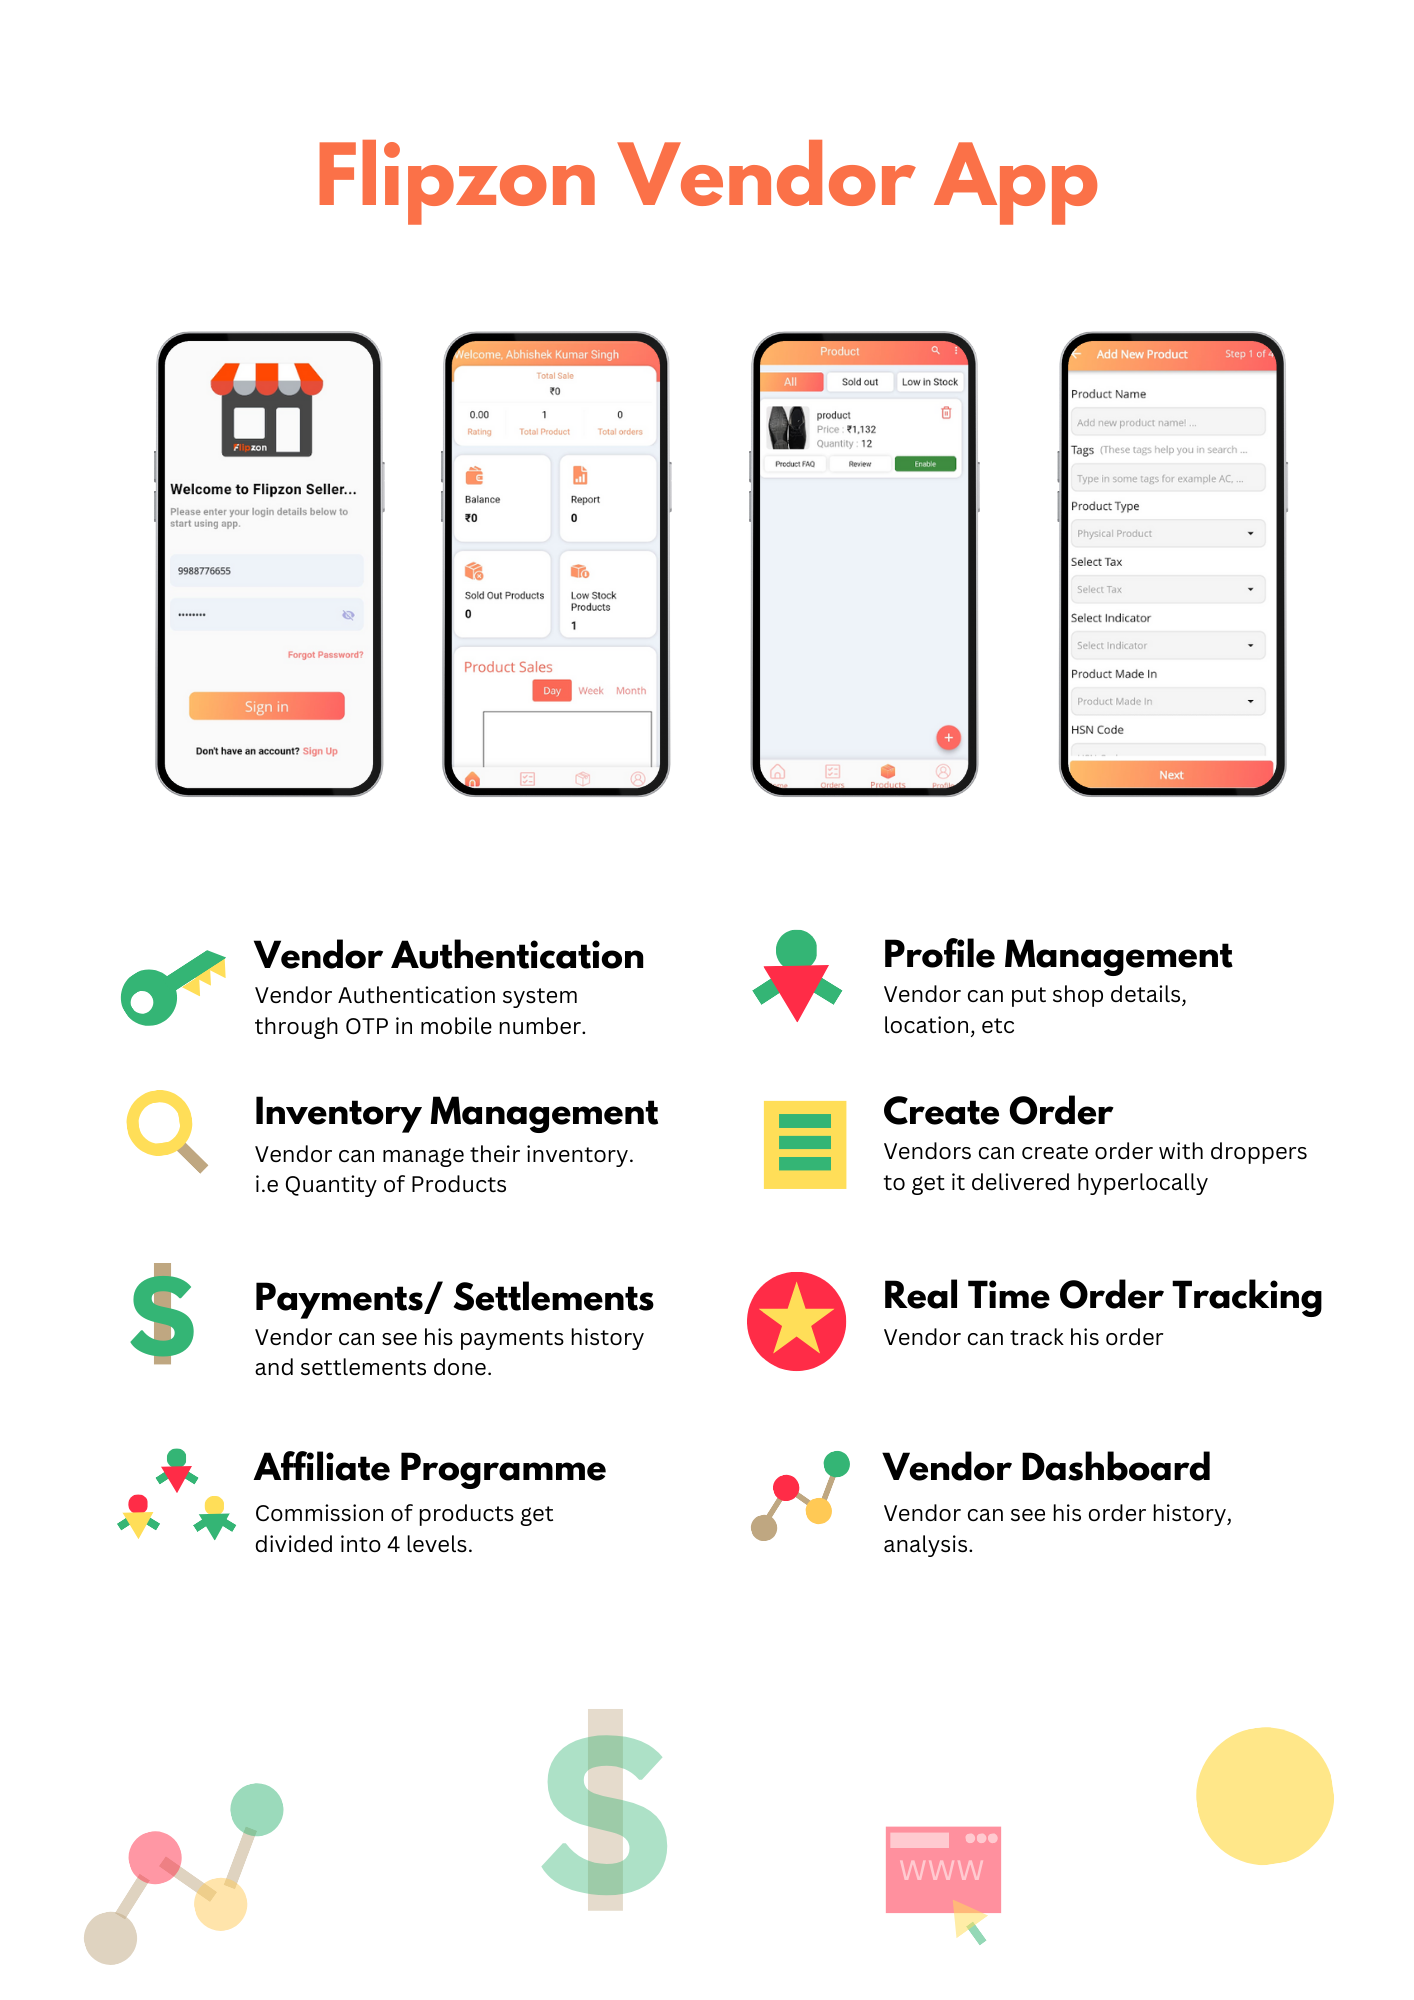 Flipzon Vendor App
Flipzon
Welcome to Flipzon Seller...
Please enter your login details below to
start using app.
9988776655
••••••••
Forgot Password?
Sign in
Don't have an account? Sign Up
Welcome, Abhishek Kumar Singh
Total Sale
₹0
0.00 1 0
Rating Total Product Total orders
Balance Report
₹0 0
Sold Out Products Low Stock
Products
0 1
Product Sales
Day Week Month
Product
All Sold out Low in Stock
product
Price : ₹1,132
Quantity : 12
Product FAQ Review Enable
+
Orders Products
Add New Product Step 1 of 4
Product Name
Add new product name! ...
Tags (These tags help you in search ...
Type in some tags for example AC, ...
Product Type
Physical Product
Select Tax
Select Tax
Select Indicator
Select Indicator
Product Made In
Product Made In
HSN Code
Next
Vendor Authentication
Vendor Authentication system
through OTP in mobile number.
Profile Management
Vendor can put shop details,
location, etc
Inventory Management
Vendor can manage their inventory.
i.e Quantity of Products
Create Order
Vendors can create order with droppers
to get it delivered hyperlocally
Payments/ Settlements
Vendor can see his payments history
and settlements done.
Real Time Order Tracking
Vendor can track his order
Affiliate Programme
Commission of products get
divided into 4 levels.
Vendor Dashboard
Vendor can see his order history,
analysis.
WWW